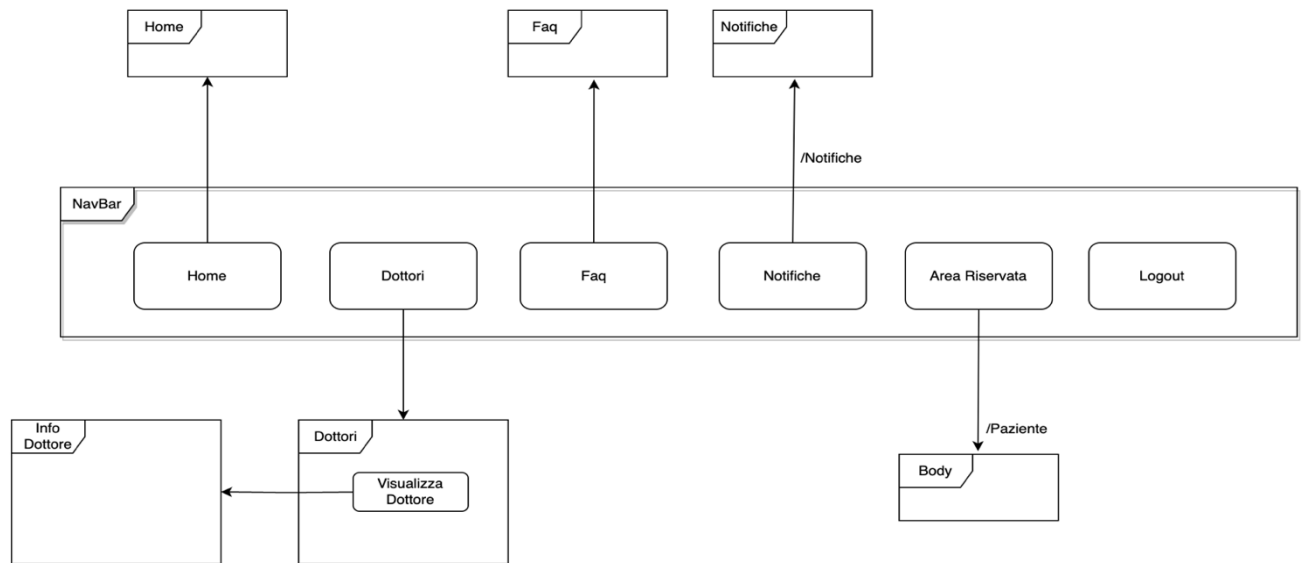 Home
Faq
Notifiche
/Notifiche
NavBar
Home
Dottori
Faq
Notifiche
Area Riservata
Logout
Info
Dottore
Dottori
/Paziente
Visualizza
Dottore
Body